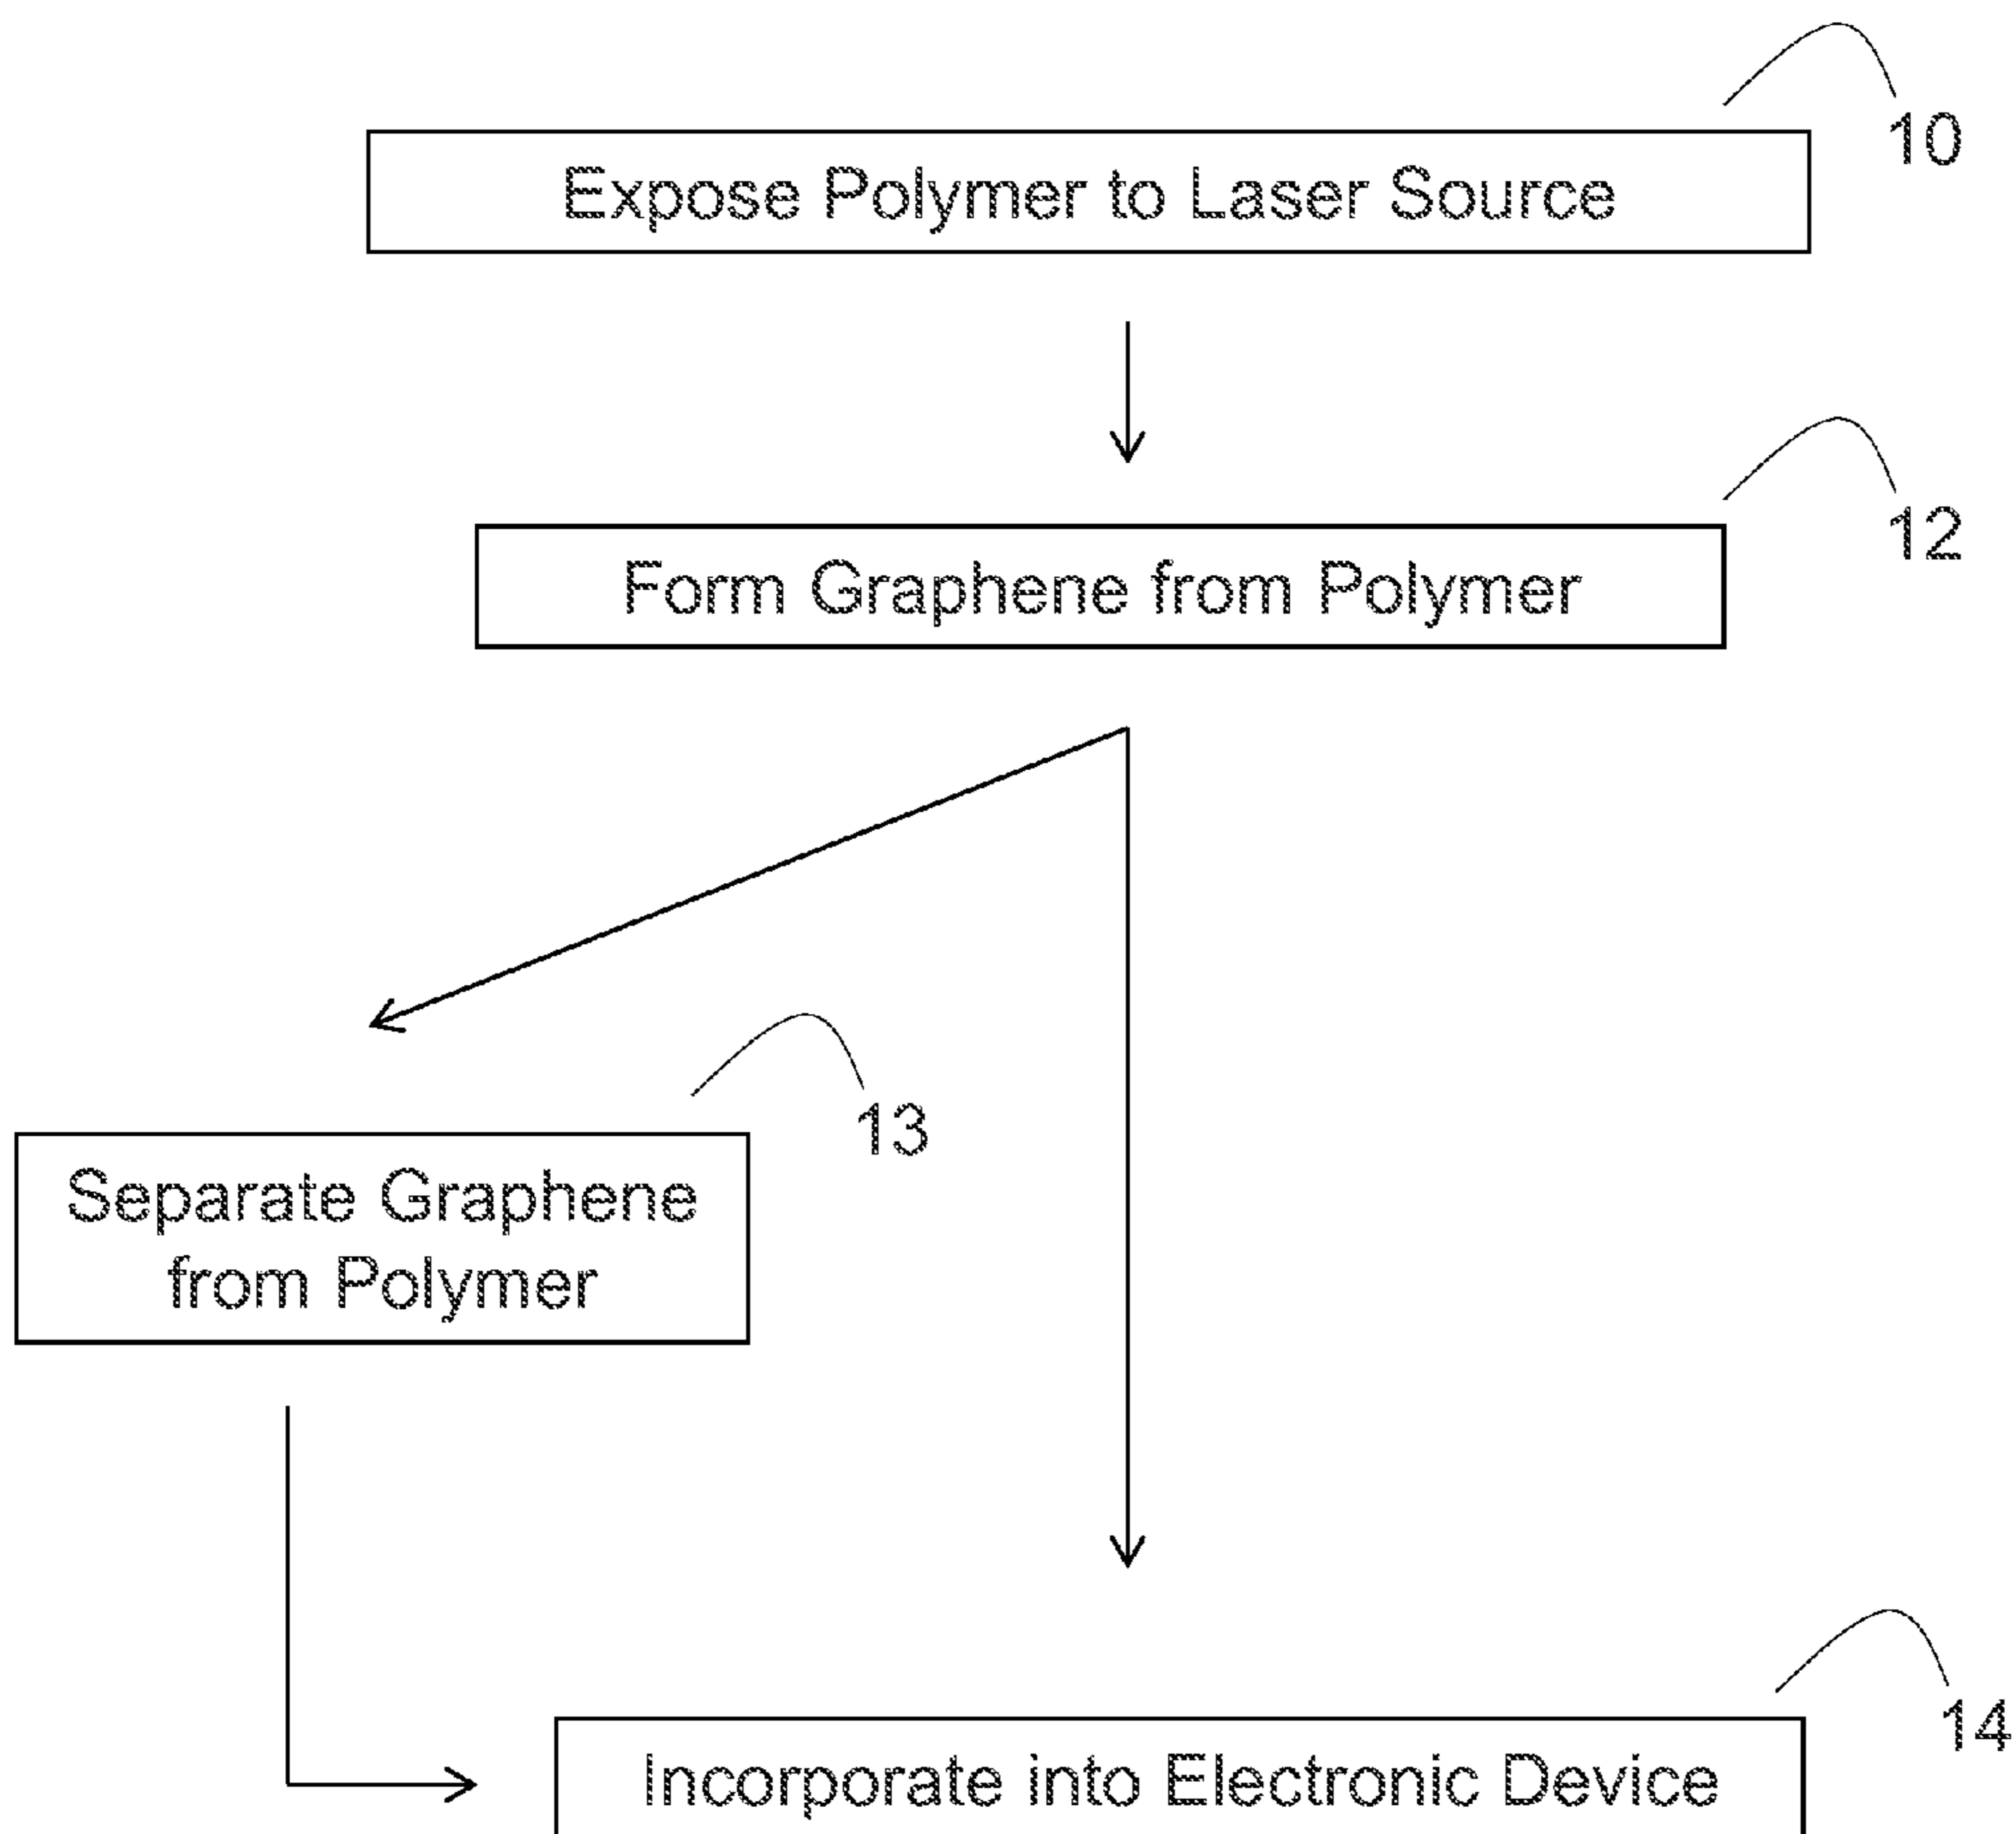 10
Expose Polymer to Laser Source
12
Form Graphene from Polymer
13
Separate Graphene
from Polymer
14
Incorporate into Electronic Device